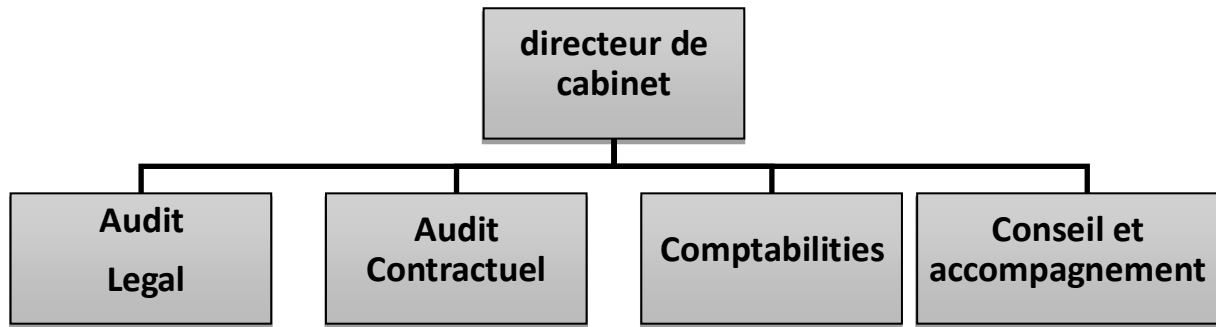 directeur de
cabinet
Audit
Legal
Audit
Contractuel
Comptabilities
Conseil et
accompagnement